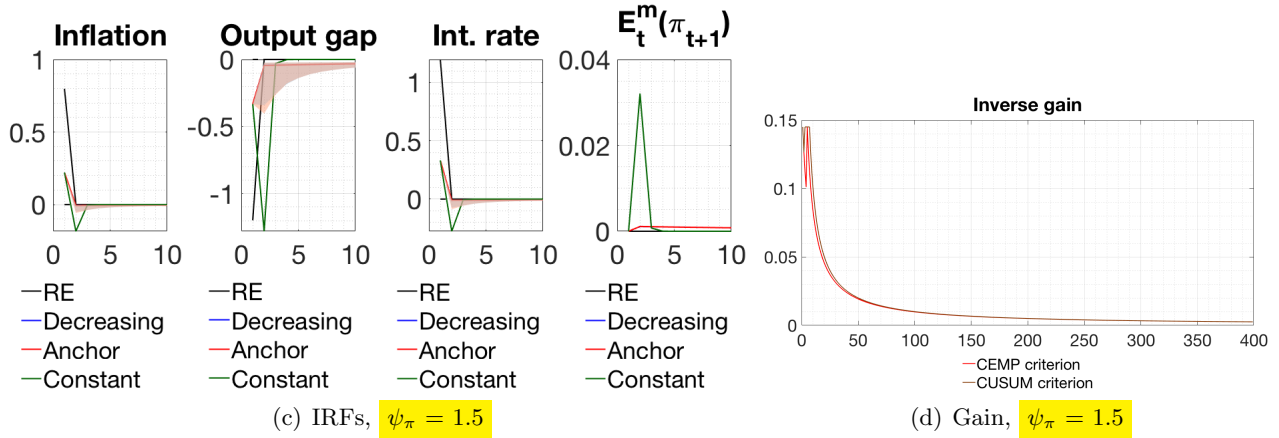 Inflation
1
0.5
0
0 5 10
RE
Decreasing
Anchor
Constant
Output gap
0
-0.5
-1
0 5 10
RE
Decreasing
Anchor
Constant
Int. rate
1
0.5
0
0 5 10
RE
Decreasing
Anchor
Constant
E_t^m(π_{t+1})
0.04
0.02
0
0 5 10
RE
Decreasing
Anchor
Constant
(c) IRFs, ψ_π = 1.5
Inverse gain
0.15
0.1
0.05
0
0 50 100 150 200 250 300 350 400
CEMP criterion
CUSUM criterion
(d) Gain, ψ_π = 1.5